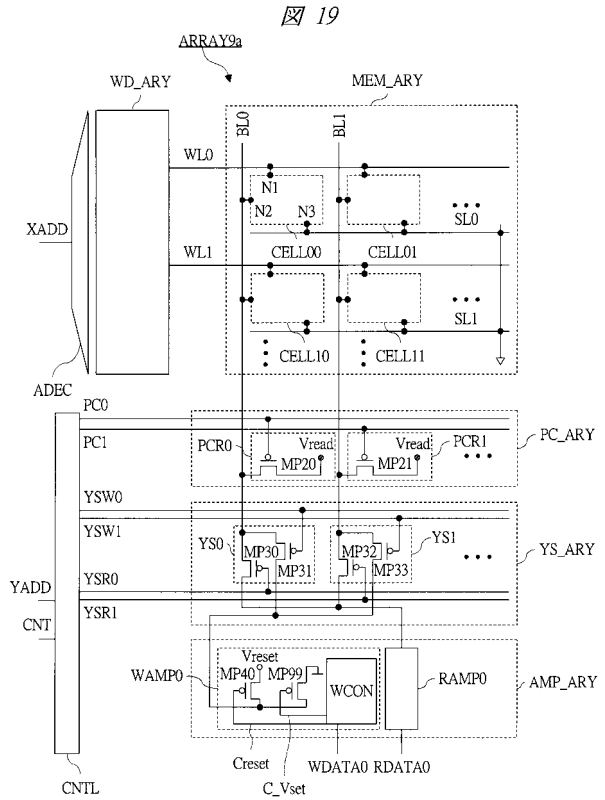 図 19
ARRAY9a
WD_ARY
MEM_ARY
BL0
BL1
WL0
N1
N2
N3
SL0
XADD
CELL00
CELL01
WL1
SL1
CELL10
CELL11
ADEC
PC0
PC1
PCR0
Vread
MP20
Vread
MP21
PCR1
PC_ARY
YSW0
YSW1
YS0
MP30
MP31
MP32
MP33
YS1
YS_ARY
YADD
YSR0
CNT
YSR1
Vreset
WAMP0
MP40
MP99
WCON
RAMP0
AMP_ARY
Creset
C_Vset
WDATA0
RDATA0
CNTL